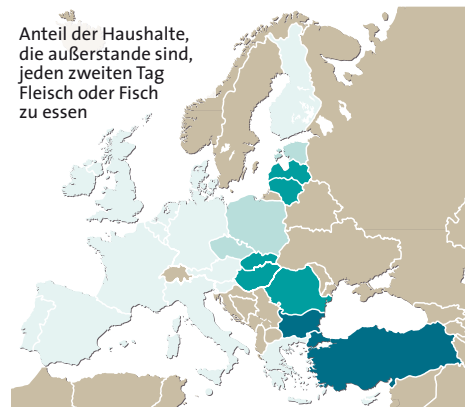 Anteil der Haushalte,
die außerstande sind,
jeden zweiten Tag
Fleisch oder Fisch
zu essen